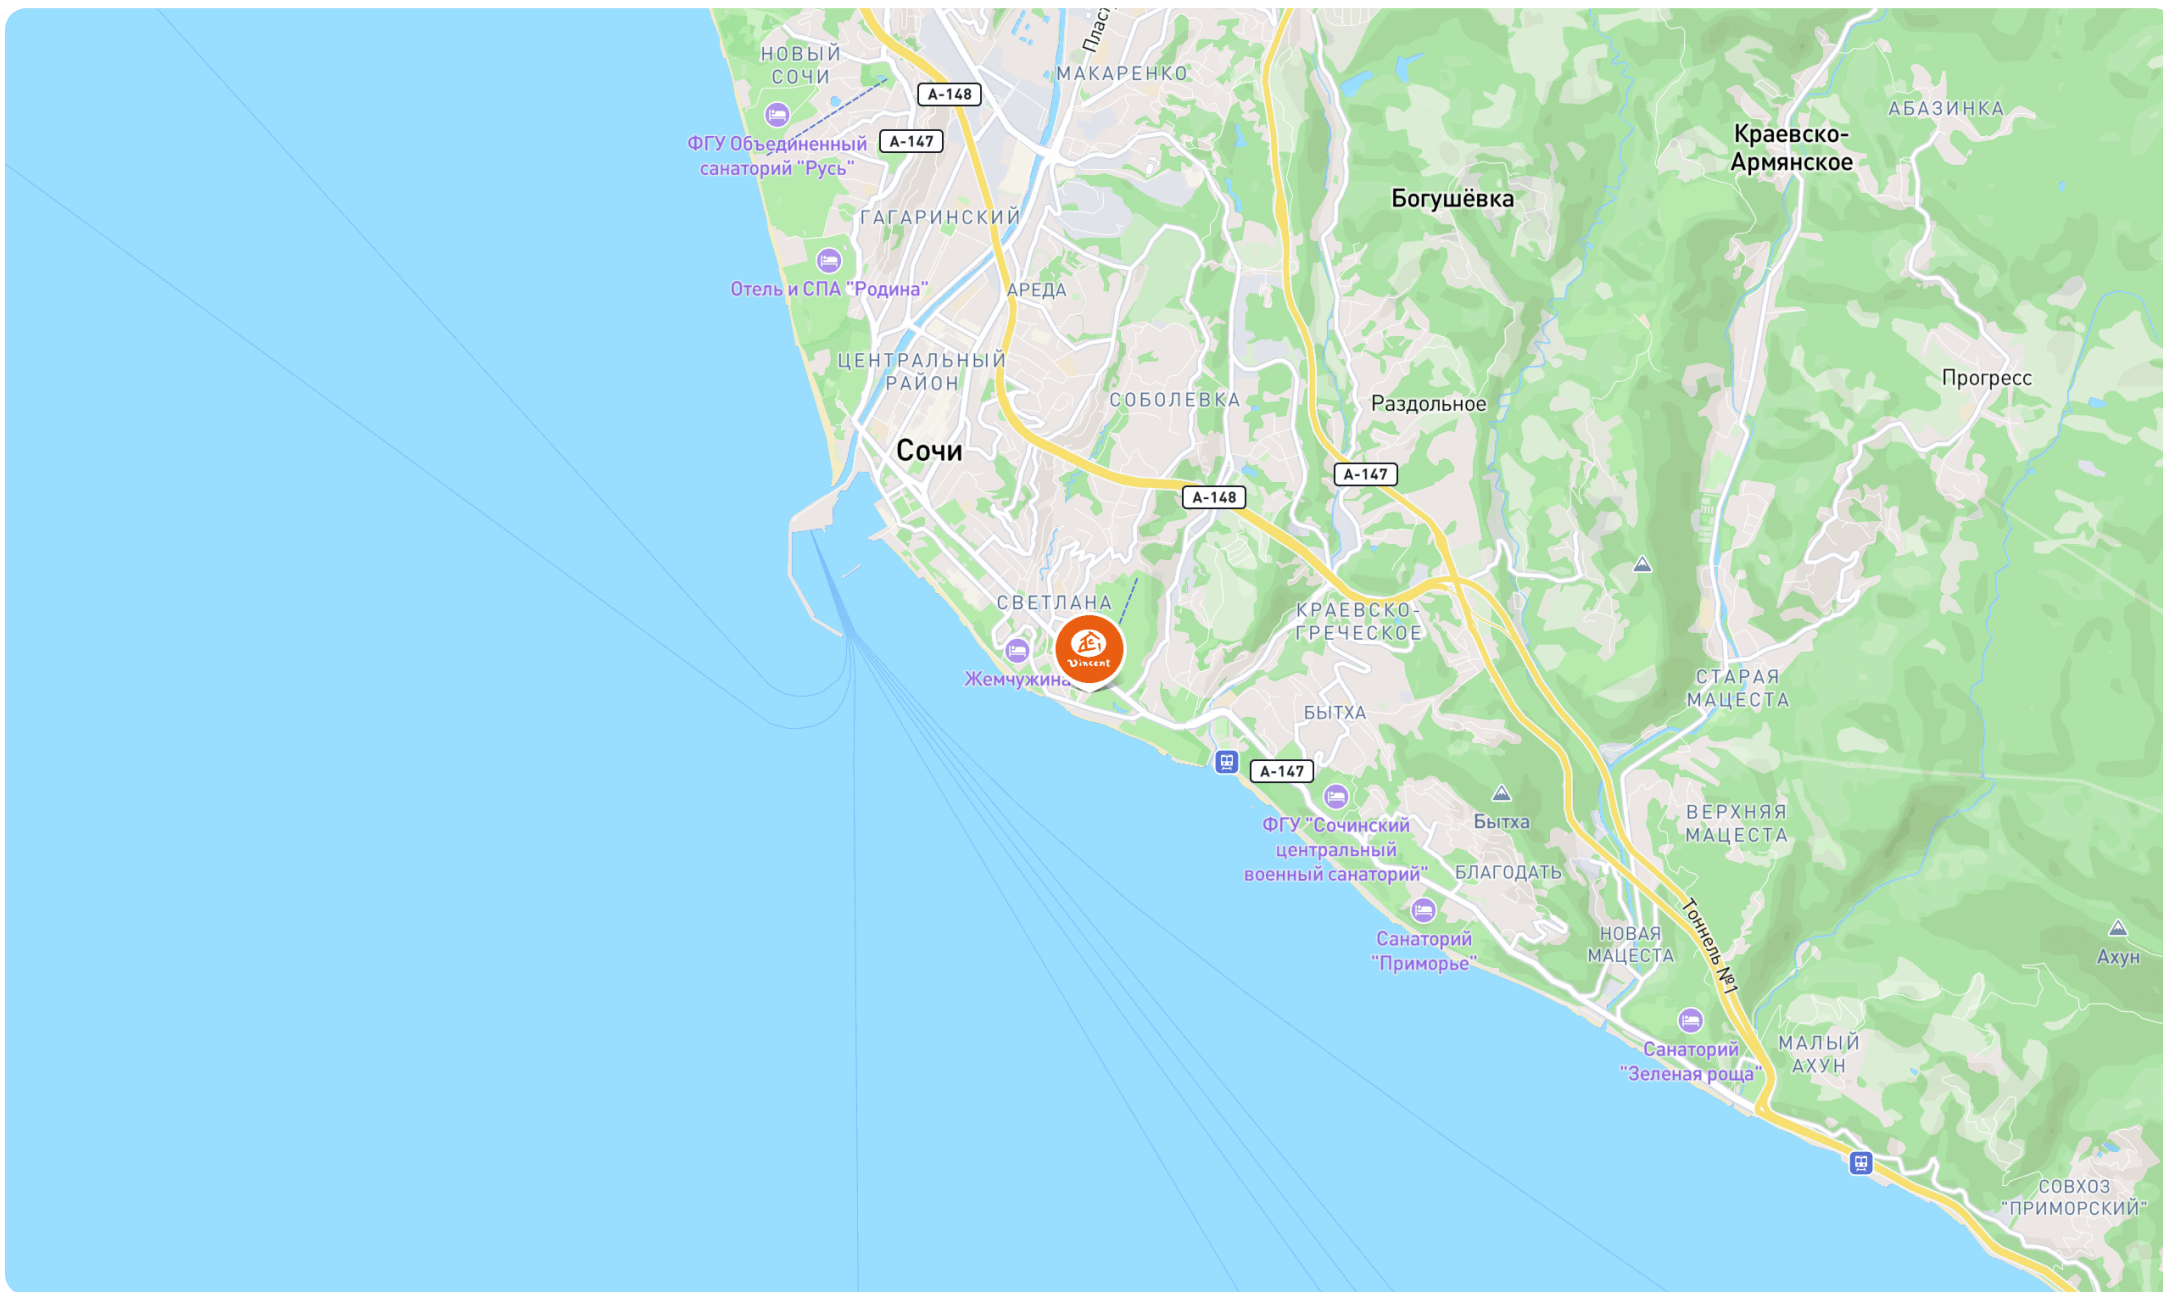 НОВЫЙ
СОЧИ
МАКАРЕНКО
А-148
А-147
ФГУ Объединенный
санаторий "Русь"
АБАЗИНКА
Краевско-
Армянское
Богушёвка
ГАГАРИНСКИЙ
Отель и СПА "Родина"
АРЕДА
ЦЕНТРАЛЬНЫЙ
РАЙОН
СОБОЛЕВКА
Раздольное
Прогресс
Сочи
А-147
А-148
СВЕТЛАНА
КРАЕВСКО-
ГРЕЧЕСКОЕ
Vincent
Жемчужина
СТАРАЯ
МАЦЕСТА
БЫТХА
А-147
ФГУ "Сочинский
центральный
военный санаторий"
Бытха
ВЕРХНЯЯ
МАЦЕСТА
БЛАГОДАТЬ
Санаторий
"Приморье"
НОВАЯ
МАЦЕСТА
Тоннель №1
Ахун
Санаторий
"Зеленая роща"
МАЛЫЙ
АХУН
СОВХОЗ
"ПРИМОРСКИЙ"